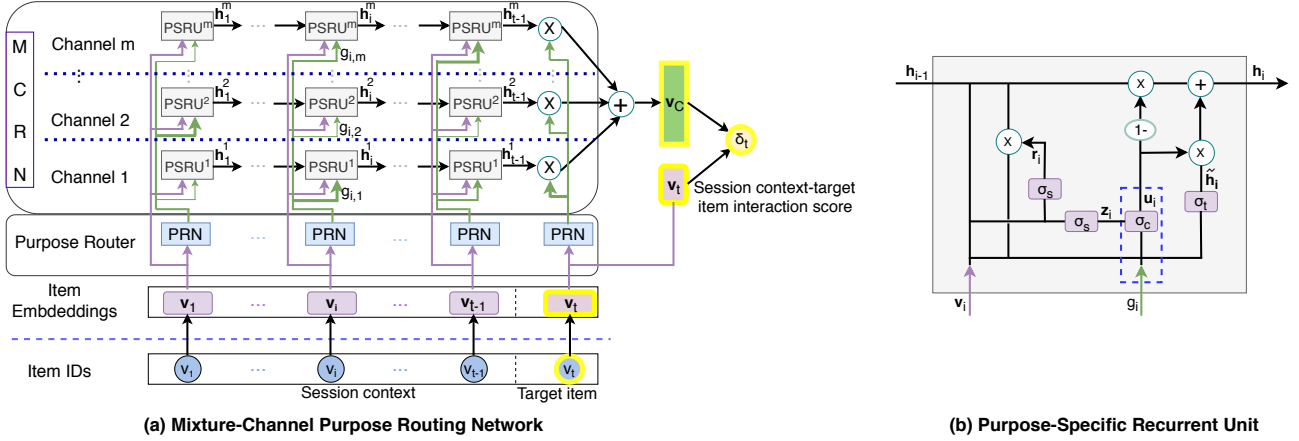 M
C
R
N
Channel m
PSRU^m h_1^m ... PSRU^m h_i^m ... PSRU^m h_{t-1}^m X
g_{i,m}
Channel 2
PSRU^2 h_1^2 ... PSRU^2 h_i^2 ... PSRU^2 h_{t-1}^2 X + v_C
g_{i,2}
Channel 1
PSRU^1 h_1^1 ... PSRU^1 h_i^1 ... PSRU^1 h_{t-1}^1 X
g_{i,1}
δ_t
v_t
Session context-target
item interaction score
Purpose Router
PRN ... PRN ... PRN PRN
Item
Embeddings
v_1 ... v_i ... v_{t-1} v_t
Item IDs
v_1 ... v_i ... v_{t-1} v_t
Session context
Target item
(a) Mixture-Channel Purpose Routing Network
h_{i-1}
h_i
X
+
1-
X
r_i
X
h̃_i
σ_s
u_i
σ_t
σ_s
z_i
σ_c
v_i
g_i
(b) Purpose-Specific Recurrent Unit